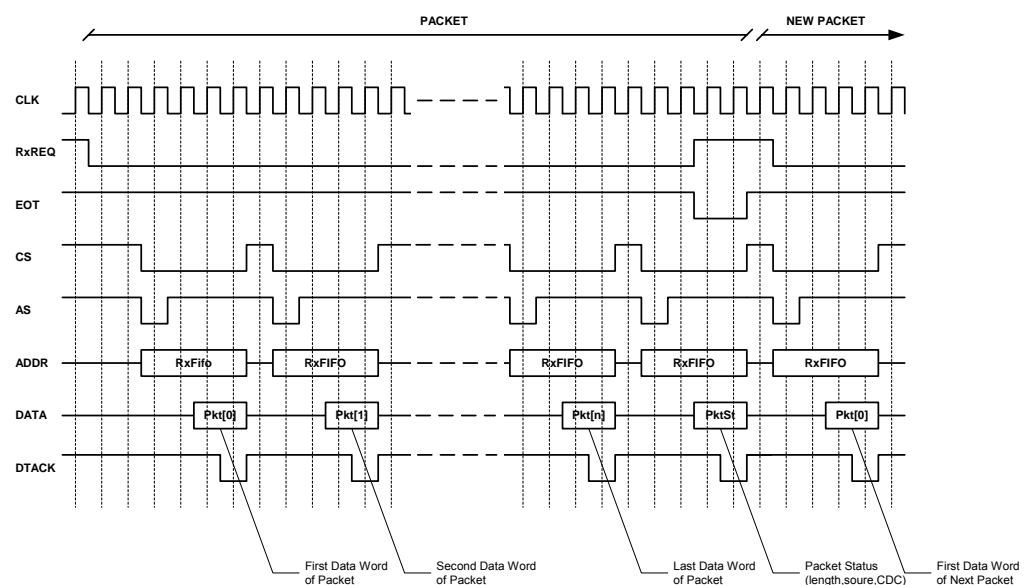 PACKET
NEW PACKET
CLK
RxREQ
EOT
CS
AS
ADDR
RxFifo
RxFIFO
RxFIFO
RxFIFO
RxFIFO
DATA
Pkt[0]
Pkt[1]
Pkt[n]
PktSt
Pkt[0]
DTACK
First Data Word
of Packet
Second Data Word
of Packet
Last Data Word
of Packet
Packet Status
(length,soure,CDC)
First Data Word
of Next Packet